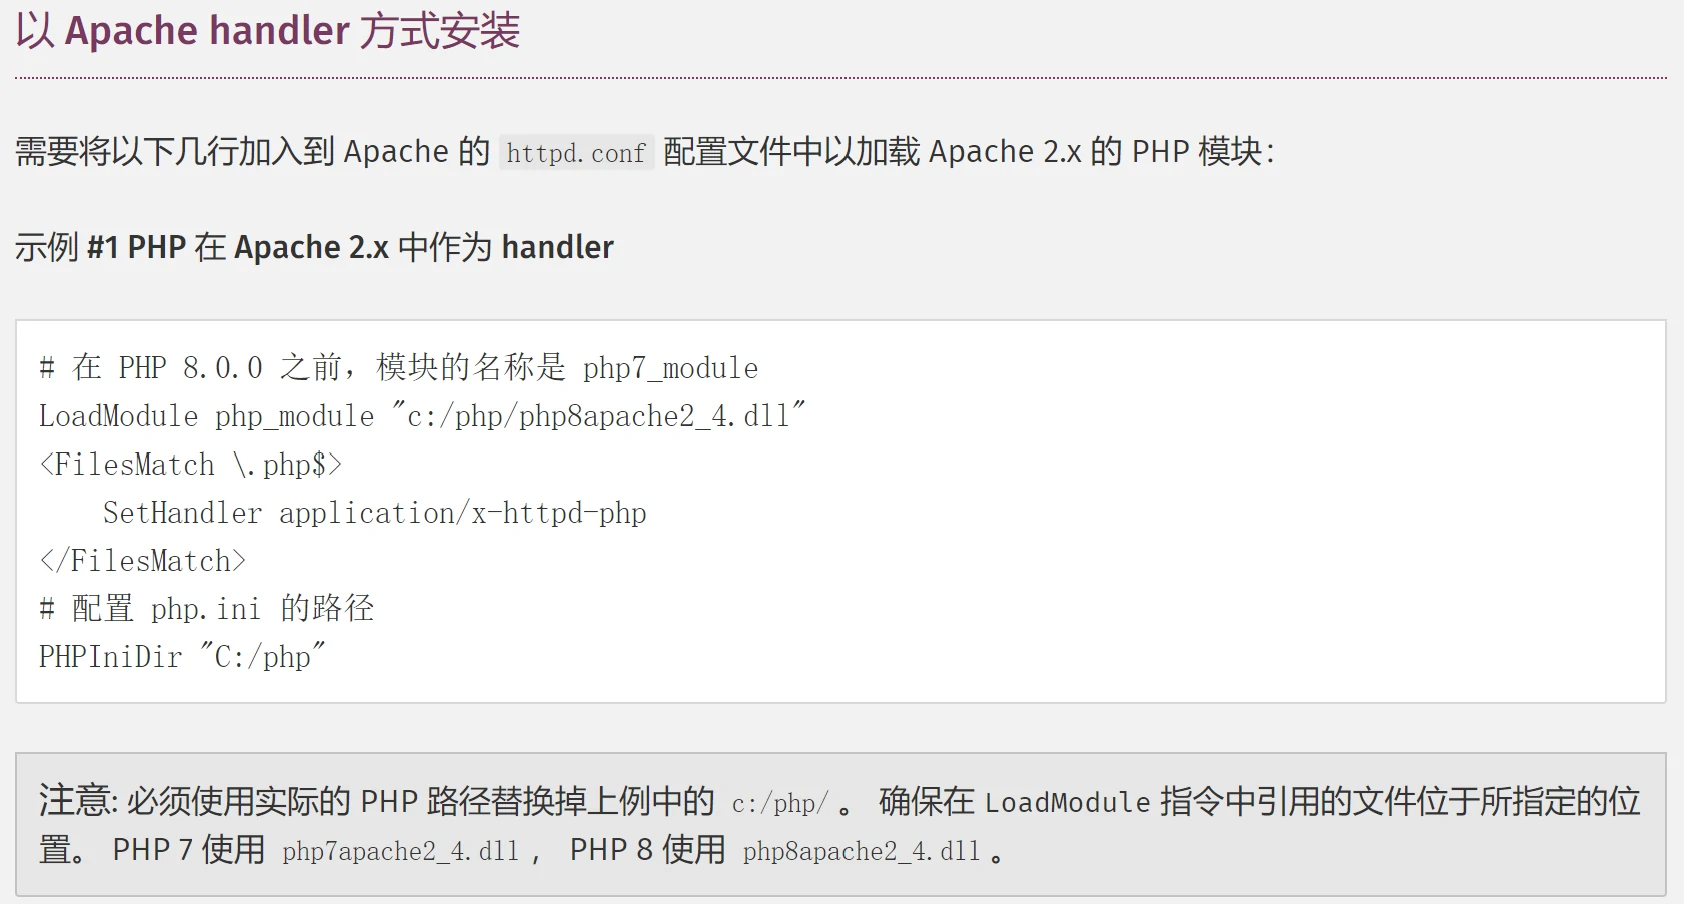 以 Apache handler 方式安装
需要将以下几行加入到 Apache 的 httpd.conf 配置文件中以加载 Apache 2.x 的 PHP 模块：
示例 #1 PHP 在 Apache 2.x 中作为 handler
# 在 PHP 8.0.0 之前，模块的名称是 php7_module
LoadModule php_module "c:/php/php8apache2_4.dll"
<FilesMatch \.php$>
    SetHandler application/x-httpd-php
</FilesMatch>
# 配置 php.ini 的路径
PHPIniDir "C:/php"
注意: 必须使用实际的 PHP 路径替换掉上例中的 c:/php/ 。 确保在 LoadModule 指令中引用的文件位于所指定的位
置。 PHP 7 使用 php7apache2_4.dll ， PHP 8 使用 php8apache2_4.dll 。